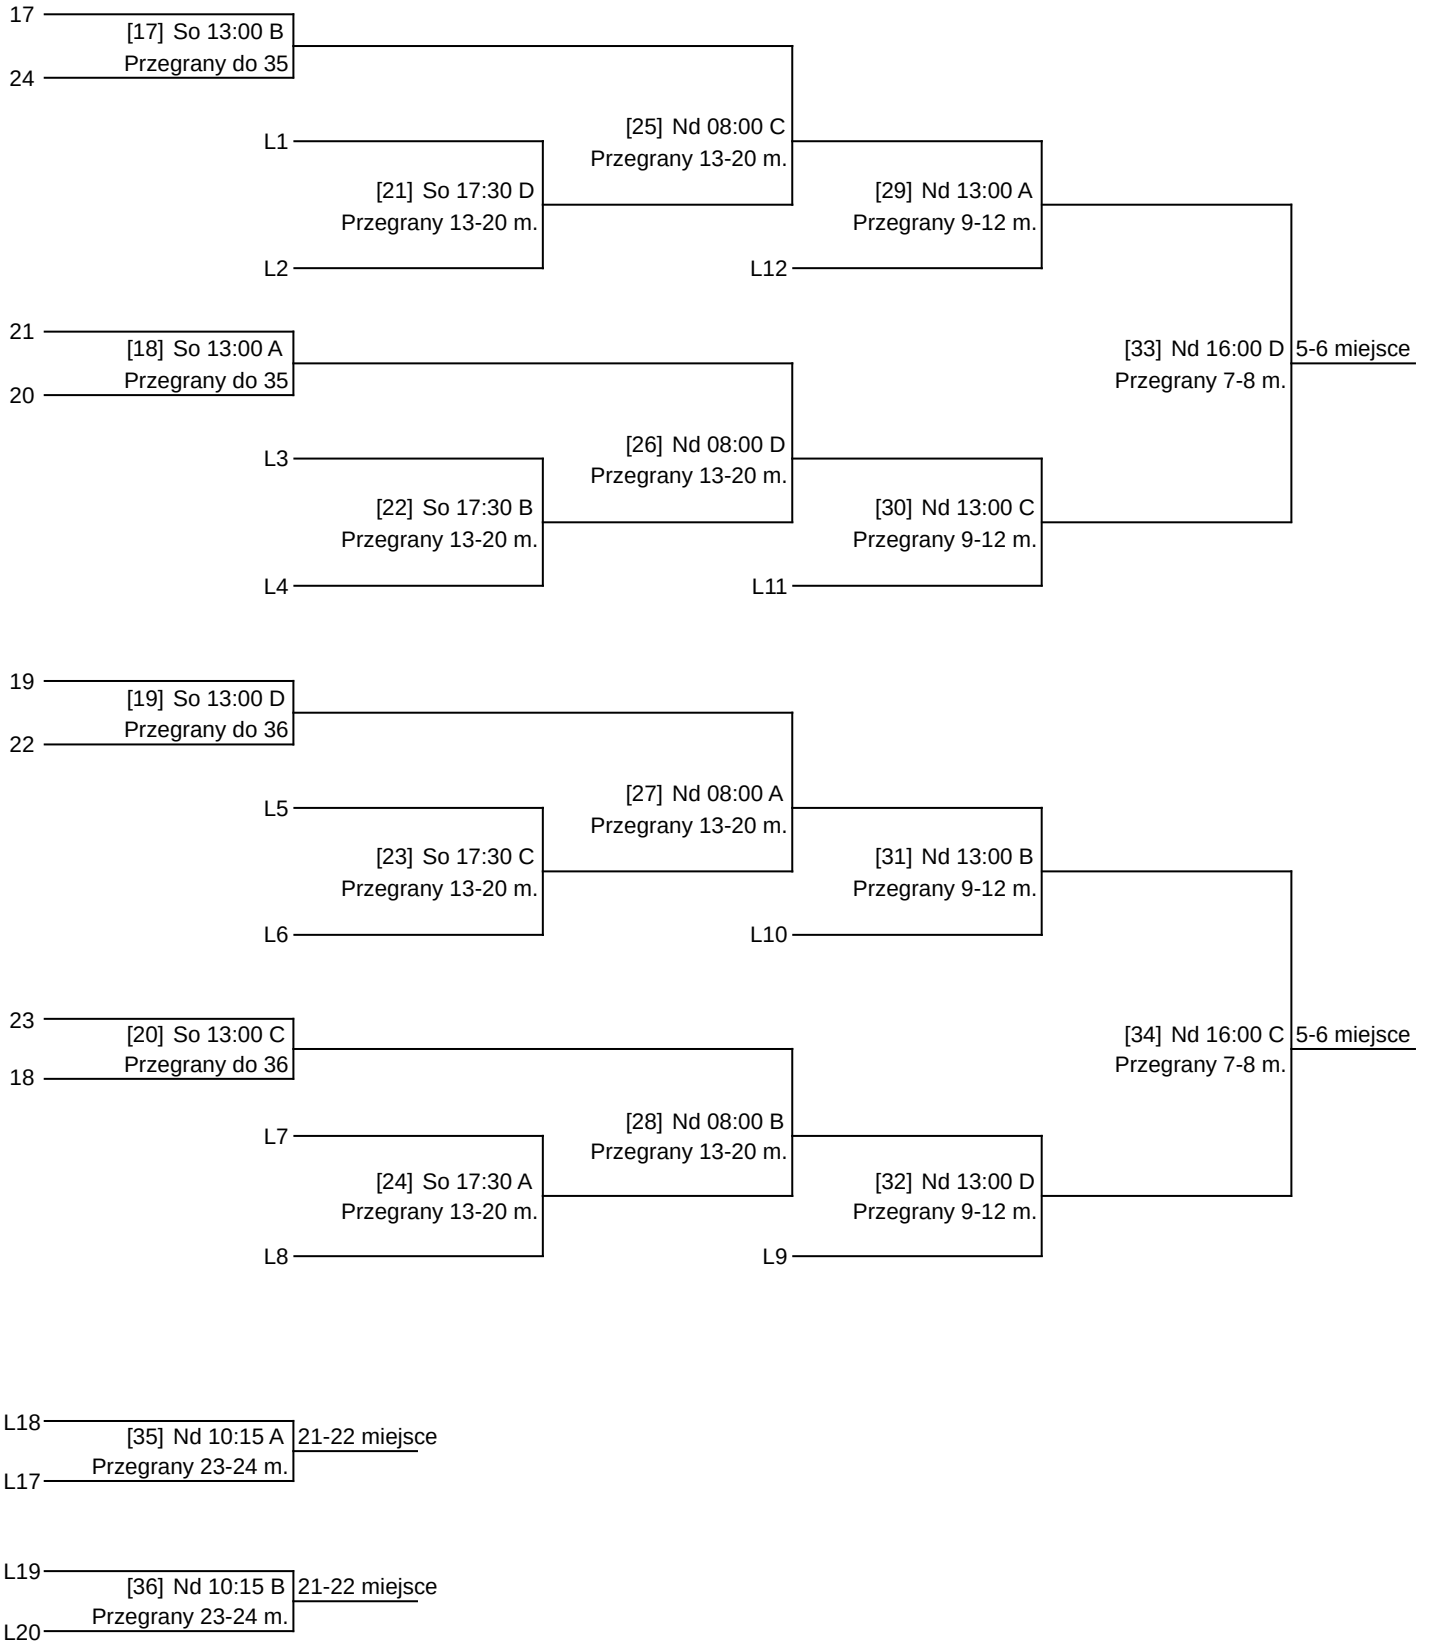 17
[17] So 13:00 B
Przegrany do 35
24
L1
[25] Nd 08:00 C
Przegrany 13-20 m.
[21] So 17:30 D
Przegrany 13-20 m.
[29] Nd 13:00 A
Przegrany 9-12 m.
L2
L12
21
[18] So 13:00 A
Przegrany do 35
20
[33] Nd 16:00 D
5-6 miejsce
Przegrany 7-8 m.
L3
[26] Nd 08:00 D
Przegrany 13-20 m.
[22] So 17:30 B
Przegrany 13-20 m.
[30] Nd 13:00 C
Przegrany 9-12 m.
L4
L11
19
[19] So 13:00 D
Przegrany do 36
22
L5
[27] Nd 08:00 A
Przegrany 13-20 m.
[23] So 17:30 C
Przegrany 13-20 m.
[31] Nd 13:00 B
Przegrany 9-12 m.
L6
L10
23
[20] So 13:00 C
Przegrany do 36
18
[34] Nd 16:00 C
5-6 miejsce
Przegrany 7-8 m.
L7
[28] Nd 08:00 B
Przegrany 13-20 m.
[24] So 17:30 A
Przegrany 13-20 m.
[32] Nd 13:00 D
Przegrany 9-12 m.
L8
L9
L18
[35] Nd 10:15 A
21-22 miejsce
Przegrany 23-24 m.
L17
L19
[36] Nd 10:15 B
21-22 miejsce
Przegrany 23-24 m.
L20